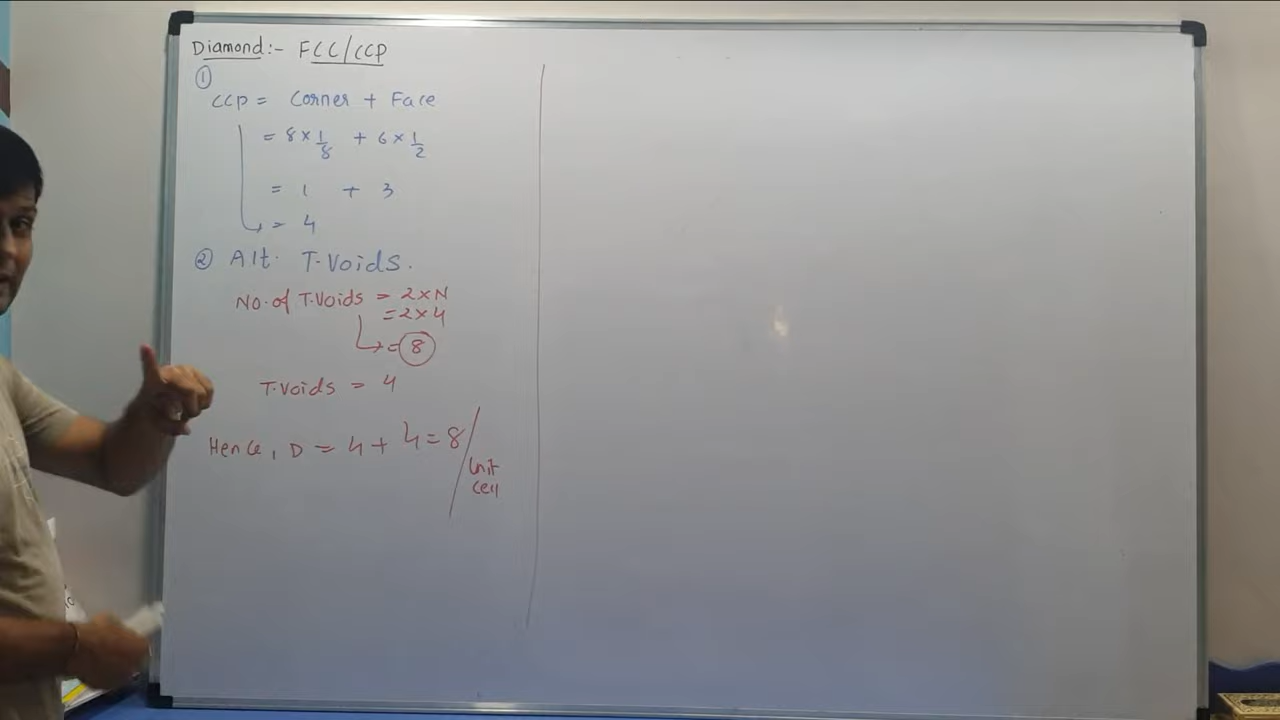 Diamond:- FCC/CCP
①
CCP = Corner + Face
= 8 × 1/8 + 6 × 1/2
= 1 + 3
= 4
② Alt. T.Voids.
No. of T.Voids = 2×N
= 2×4
= 8
T.Voids = 4
Hence, D = 4 + 4 = 8/
Unit
cell